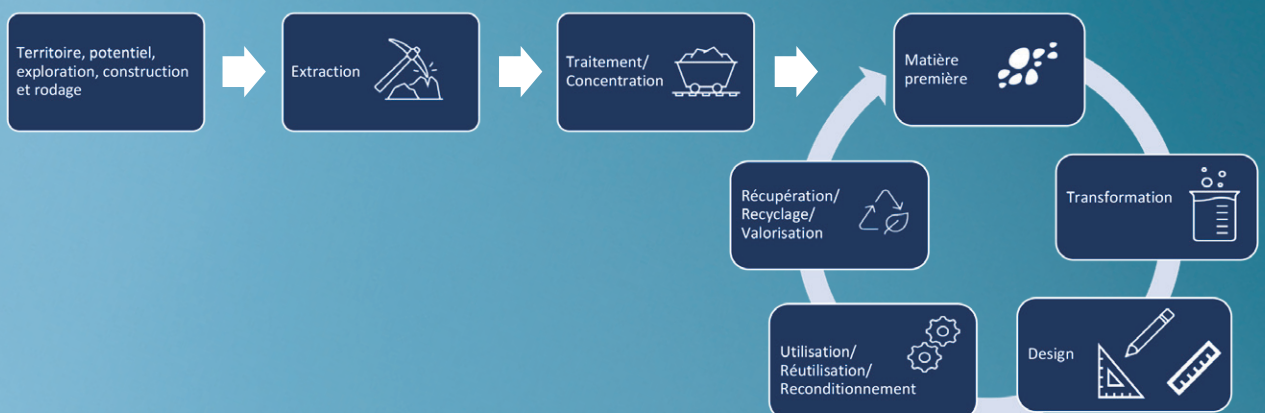 Territoire, potentiel,
exploration, construction
et rodage
Extraction
Traitement/
Concentration
Matière
première
Transformation
Design
Utilisation/
Réutilisation/
Reconditionnement
Récupération/
Recyclage/
Valorisation